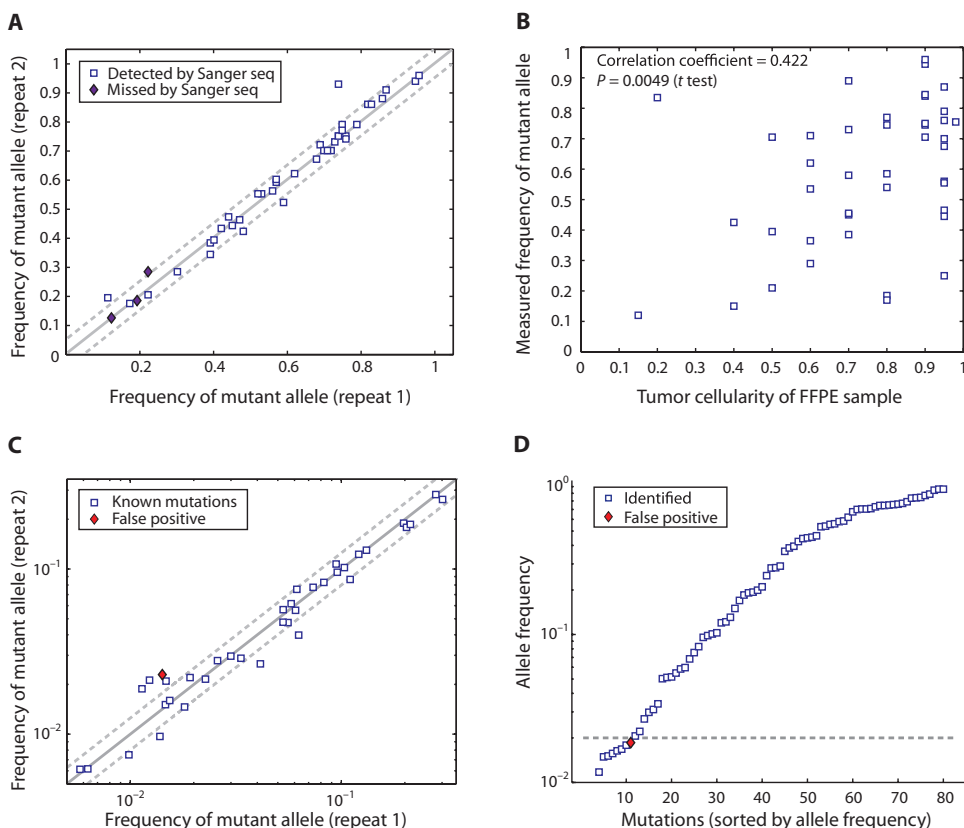 A
Frequency of mutant allele (repeat 2)
1
0.9
0.8
0.7
0.6
0.5
0.4
0.3
0.2
0.1
0
Detected by Sanger seq
Missed by Sanger seq
0.2
0.4
0.6
0.8
1
Frequency of mutant allele (repeat 1)
B
Measured frequency of mutant allele
1
0.9
0.8
0.7
0.6
0.5
0.4
0.3
0.2
0.1
0
Correlation coefficient = 0.422
P = 0.0049 (t test)
0
0.1
0.2
0.3
0.4
0.5
0.6
0.7
0.8
0.9
1
Tumor cellularity of FFPE sample
C
Frequency of mutant allele (repeat 2)
10⁻¹
10⁻²
Known mutations
False positive
10⁻²
10⁻¹
Frequency of mutant allele (repeat 1)
D
Allele frequency
10⁰
10⁻¹
10⁻²
Identified
False positive
10
20
30
40
50
60
70
80
Mutations (sorted by allele frequency)